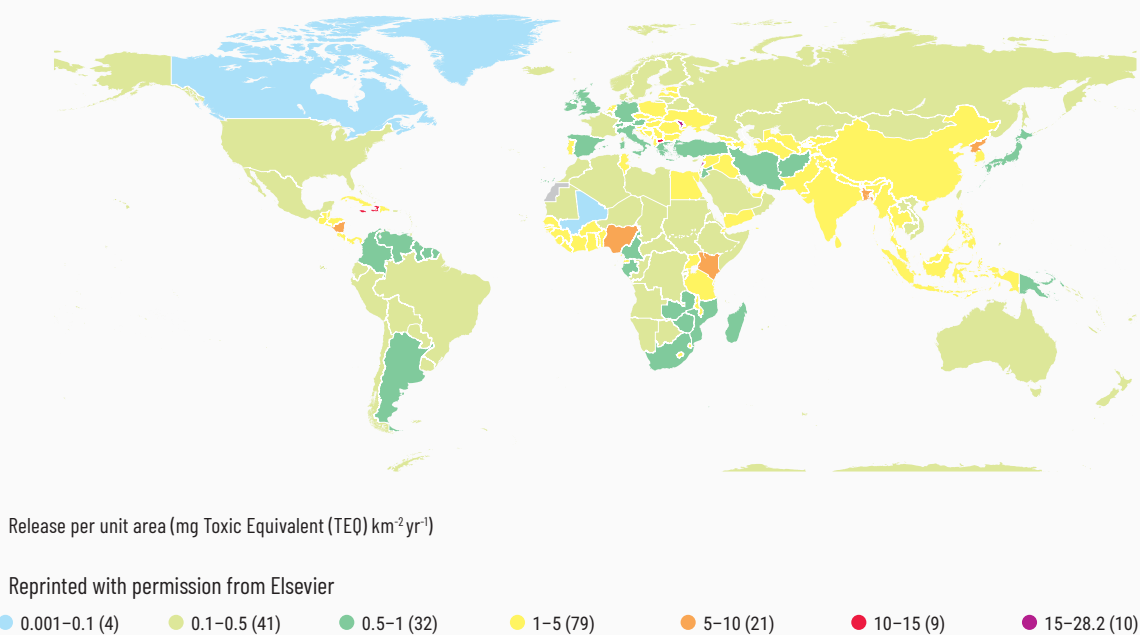 Release per unit area (mg Toxic Equivalent (TEQ) km⁻² yr⁻¹)
Reprinted with permission from Elsevier
0.001–0.1 (4) 0.1–0.5 (41) 0.5–1 (32) 1–5 (79) 5–10 (21) 10–15 (9) 15–28.2 (10)